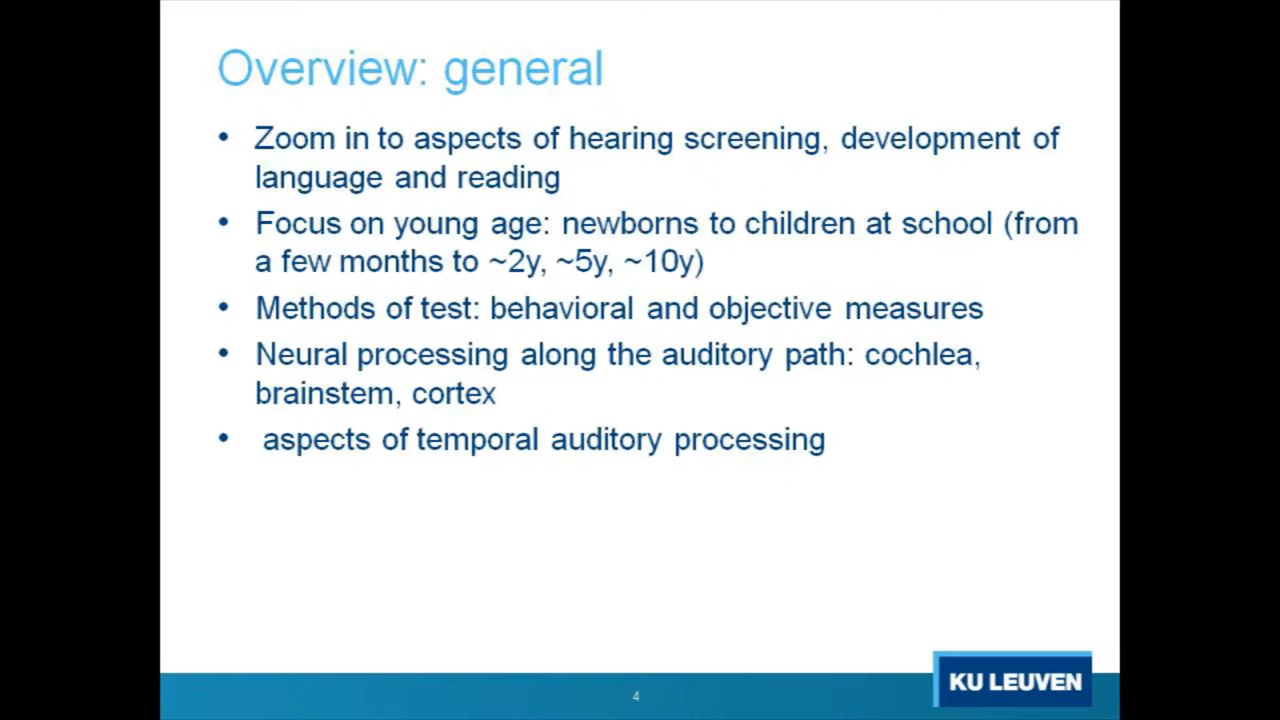 Overview: general
• Zoom in to aspects of hearing screening, development of
language and reading
• Focus on young age: newborns to children at school (from
a few months to ~2y, ~5y, ~10y)
• Methods of test: behavioral and objective measures
• Neural processing along the auditory path: cochlea,
brainstem, cortex
• aspects of temporal auditory processing
4
KU LEUVEN